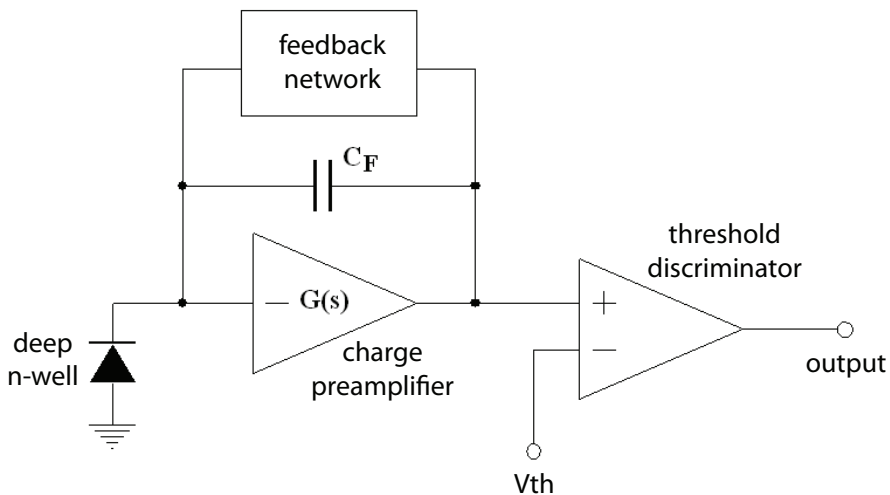 feedback
network
C_F
− G(s)
charge
preamplifier
deep
n-well
threshold
discriminator
+
−
Vth
output